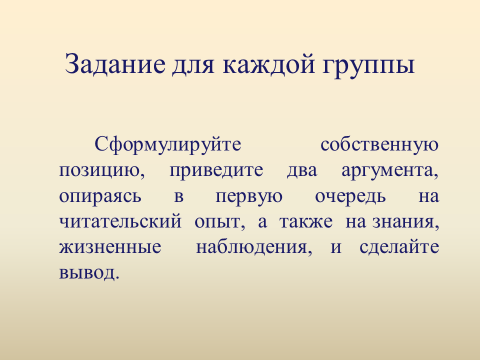 Задание для каждой группы
Сформулируйте собственную
позицию, приведите два аргумента,
опираясь в первую очередь на
читательский опыт, а также на знания,
жизненные наблюдения, и сделайте
вывод.